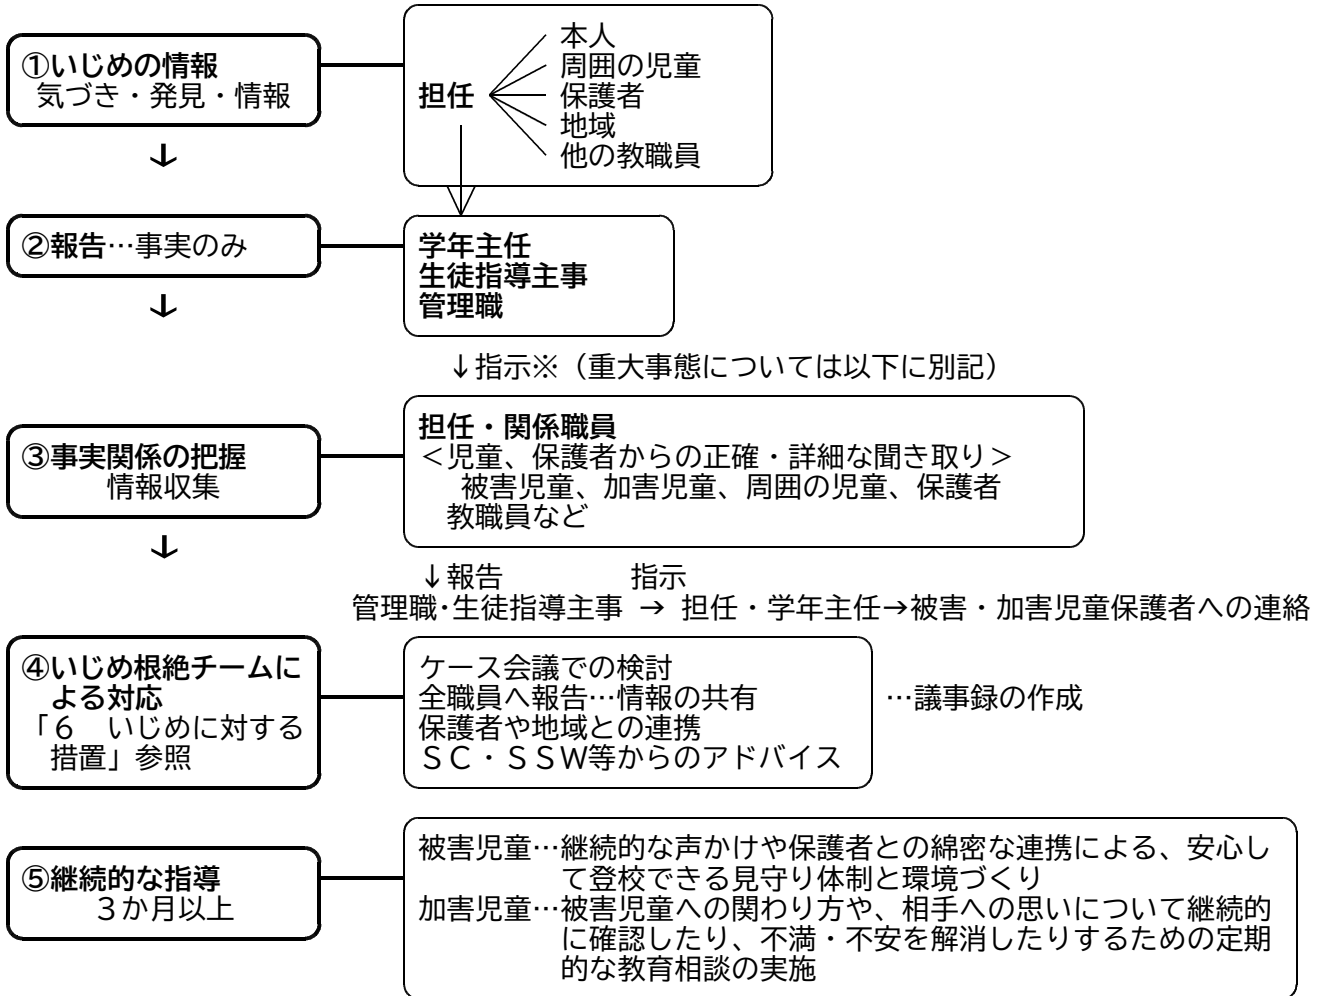 ①いじめの情報
気づき・発見・情報
担任
本人
周囲の児童
保護者
地域
他の教職員
↓
②報告…事実のみ
学年主任
生徒指導主事
管理職
↓
↓指示※（重大事態については以下に別記）
③事実関係の把握
情報収集
担任・関係職員
＜児童、保護者からの正確・詳細な聞き取り＞
被害児童、加害児童、周囲の児童、保護者
教職員など
↓
↓報告　　　　指示
管理職・生徒指導主事 → 担任・学年主任→被害・加害児童保護者への連絡
④いじめ根絶チームに
よる対応
「６　いじめに対する
措置」参照
ケース会議での検討
全職員へ報告…情報の共有
保護者や地域との連携
ＳＣ・ＳＳＷ等からのアドバイス
…議事録の作成
⑤継続的な指導
３か月以上
被害児童…継続的な声かけや保護者との綿密な連携による、安心し
て登校できる見守り体制と環境づくり
加害児童…被害児童への関わり方や、相手への思いについて継続的
に確認したり、不満・不安を解消したりするための定期
的な教育相談の実施